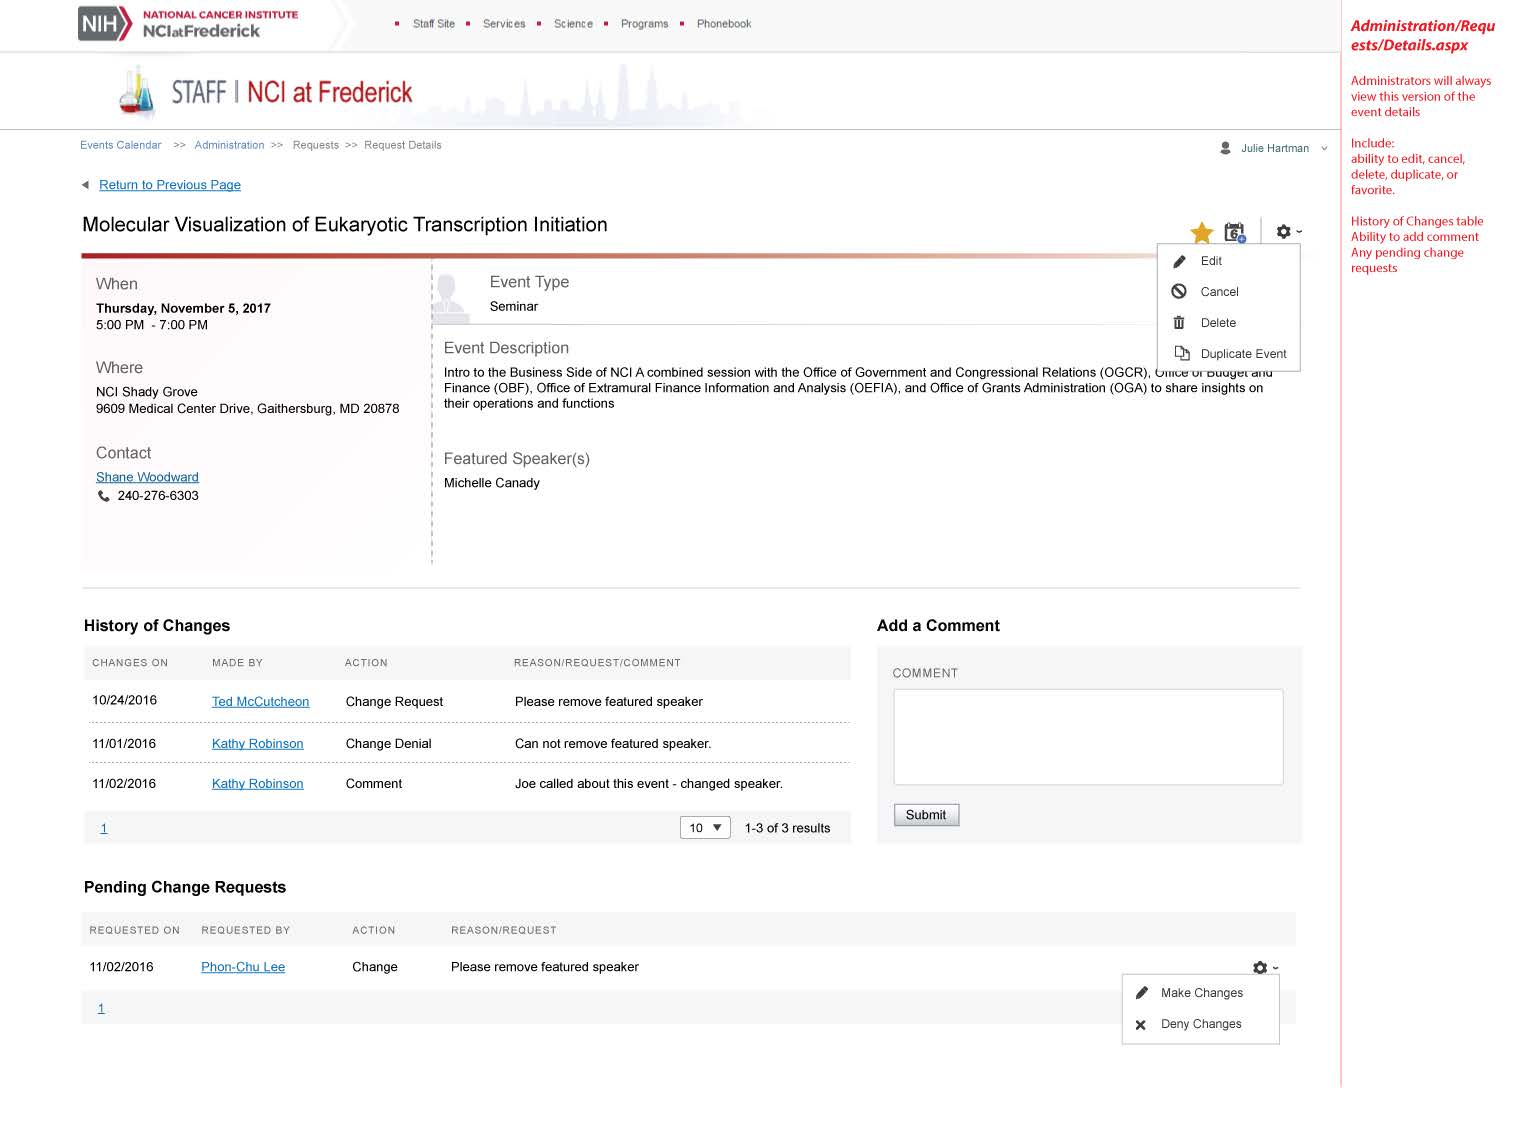 NIH NATIONAL CANCER INSTITUTE
NCIatFrederick
Staff Site Services Science Programs Phonebook
STAFF | NCI at Frederick
Events Calendar >> Administration >> Requests >> Request Details
Julie Hartman
Return to Previous Page
Molecular Visualization of Eukaryotic Transcription Initiation
6
Edit
Cancel
Delete
Duplicate Event
When
Thursday, November 5, 2017
5:00 PM - 7:00 PM
Where
NCI Shady Grove
9609 Medical Center Drive, Gaithersburg, MD 20878
Contact
Shane Woodward
240-276-6303
Event Type
Seminar
Event Description
Intro to the Business Side of NCI A combined session with the Office of Government and Congressional Relations (OGCR), Office of Budget and
Finance (OBF), Office of Extramural Finance Information and Analysis (OEFIA), and Office of Grants Administration (OGA) to share insights on
their operations and functions
Featured Speaker(s)
Michelle Canady
History of Changes
CHANGES ON MADE BY ACTION REASON/REQUEST/COMMENT
10/24/2016 Ted McCutcheon Change Request Please remove featured speaker
11/01/2016 Kathy Robinson Change Denial Can not remove featured speaker.
11/02/2016 Kathy Robinson Comment Joe called about this event - changed speaker.
1 10 1-3 of 3 results
Add a Comment
COMMENT
Submit
Pending Change Requests
REQUESTED ON REQUESTED BY ACTION REASON/REQUEST
11/02/2016 Phon-Chu Lee Change Please remove featured speaker
1
Make Changes
Deny Changes
Administration/Requ
ests/Details.aspx
Administrators will always
view this version of the
event details
Include:
ability to edit, cancel,
delete, duplicate, or
favorite.
History of Changes table
Ability to add comment
Any pending change
requests